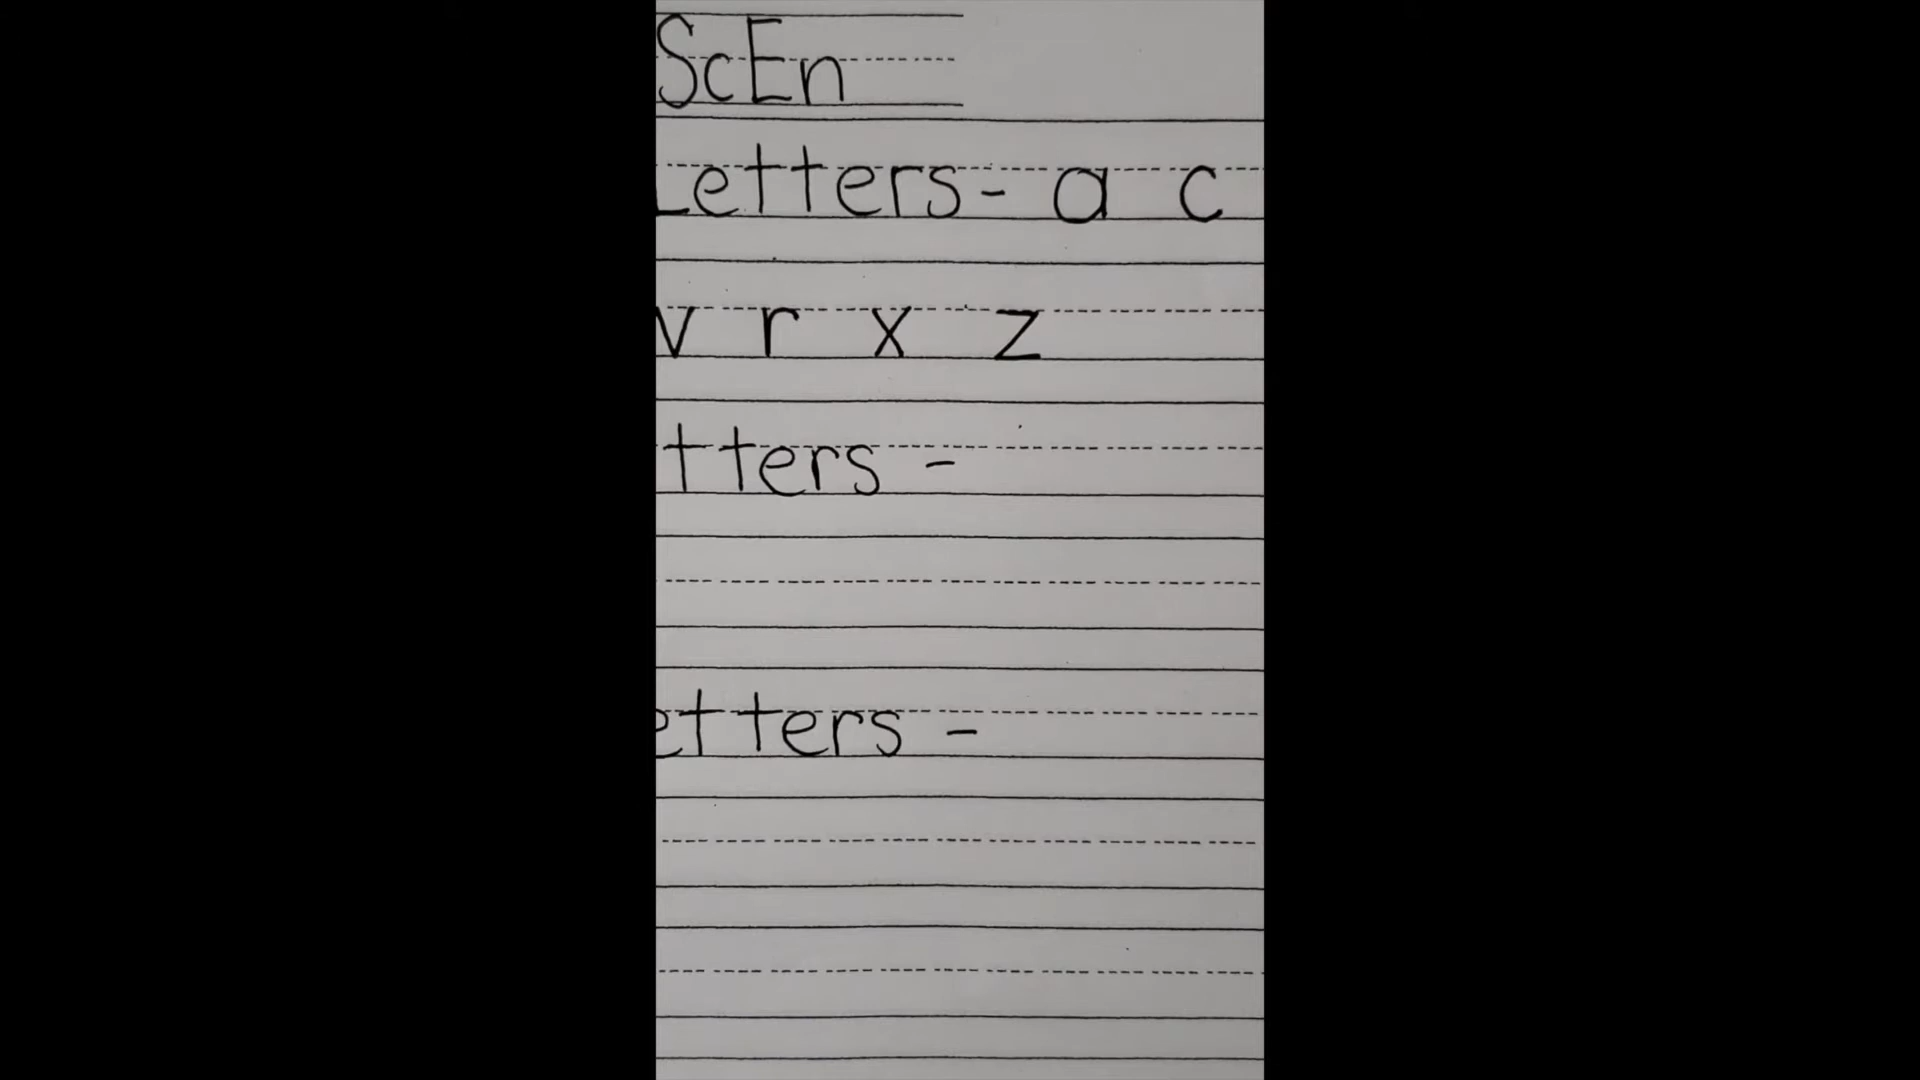 ScEn
Letters- a c
v r x z
tters -
etters -